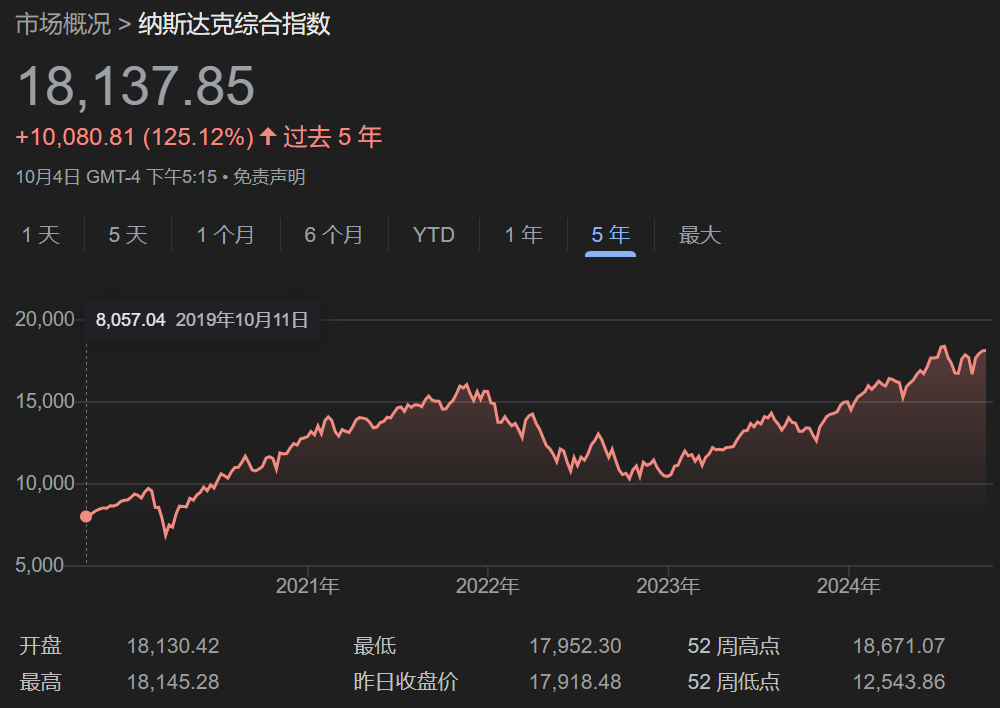 市场概况 > 纳斯达克综合指数
18,137.85
+10,080.81 (125.12%) ↑ 过去 5 年
10月4日 GMT-4 下午5:15 • 免责声明
1 天 5 天 1 个月 6 个月 YTD 1 年 5 年 最大
20,000 8,057.04 2019年10月11日
15,000
10,000
5,000
2021年 2022年 2023年 2024年
开盘 18,130.42 最低 17,952.30 52 周高点 18,671.07
最高 18,145.28 昨日收盘价 17,918.48 52 周低点 12,543.86